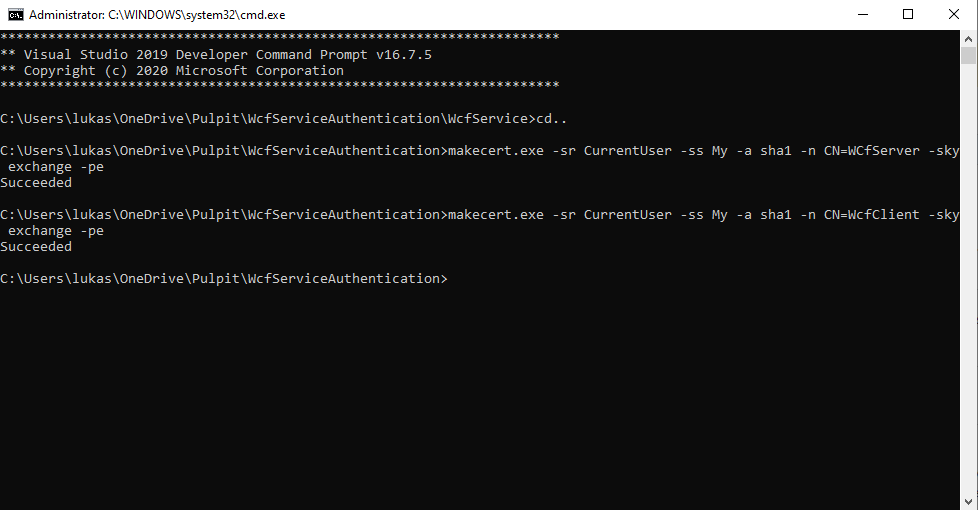 Administrator: C:\WINDOWS\system32\cmd.exe
**********************************************************************
** Visual Studio 2019 Developer Command Prompt v16.7.5
** Copyright (c) 2020 Microsoft Corporation
**********************************************************************
C:\Users\lukas\OneDrive\Pulpit\WcfServiceAuthentication\WcfService>cd..
C:\Users\lukas\OneDrive\Pulpit\WcfServiceAuthentication>makecert.exe -sr CurrentUser -ss My -a sha1 -n CN=WCfServer -sky
 exchange -pe
Succeeded
C:\Users\lukas\OneDrive\Pulpit\WcfServiceAuthentication>makecert.exe -sr CurrentUser -ss My -a sha1 -n CN=WcfClient -sky
 exchange -pe
Succeeded
C:\Users\lukas\OneDrive\Pulpit\WcfServiceAuthentication>